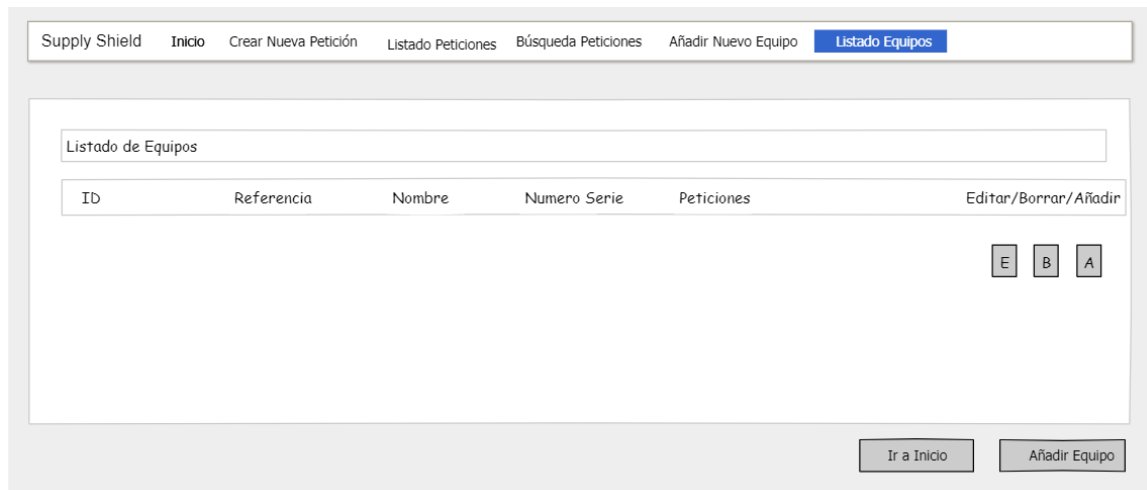 Supply Shield Inicio Crear Nueva Petición Listado Peticiones Búsqueda Peticiones Añadir Nuevo Equipo Listado Equipos
Listado de Equipos
ID Referencia Nombre Numero Serie Peticiones Editar/Borrar/Añadir
E B A
Ir a Inicio Añadir Equipo